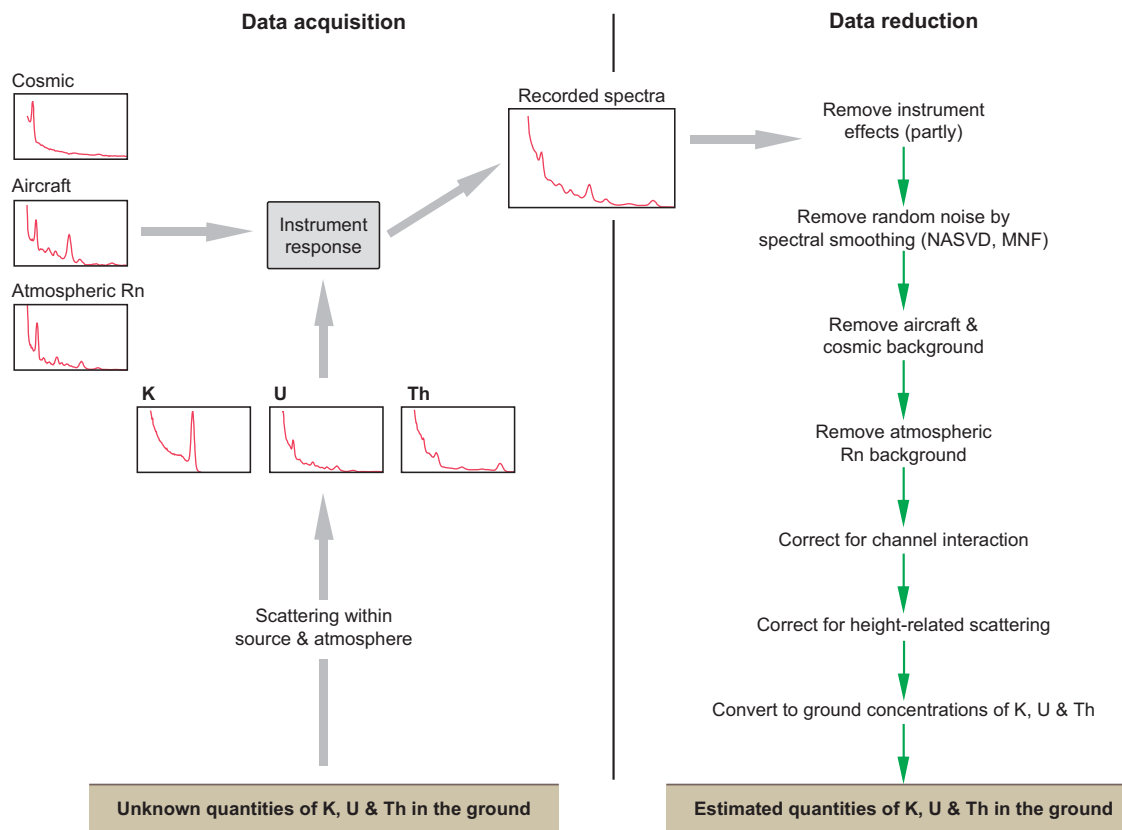 Data acquisition
Cosmic
Aircraft
Atmospheric Rn
Instrument
response
Recorded spectra
K
U
Th
Scattering within
source & atmosphere
Unknown quantities of K, U & Th in the ground
Data reduction
Remove instrument
effects (partly)
Remove random noise by
spectral smoothing (NASVD, MNF)
Remove aircraft &
cosmic background
Remove atmospheric
Rn background
Correct for channel interaction
Correct for height-related scattering
Convert to ground concentrations of K, U & Th
Estimated quantities of K, U & Th in the ground